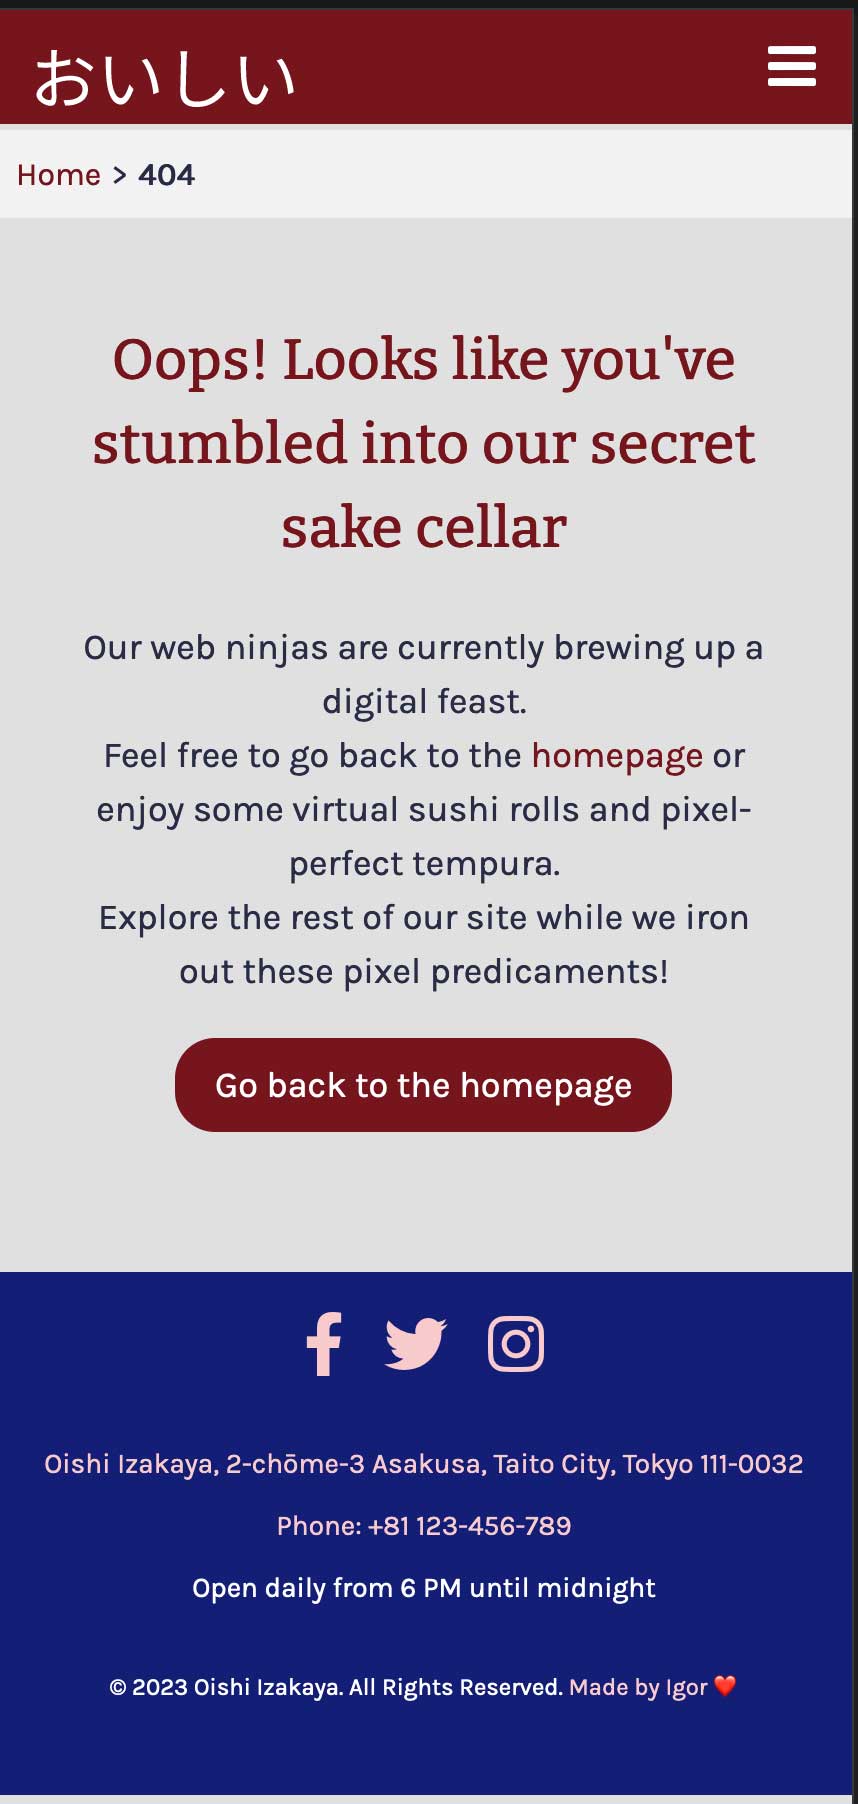 おいしい
Home > 404
Oops! Looks like you've
stumbled into our secret
sake cellar
Our web ninjas are currently brewing up a
digital feast.
Feel free to go back to the homepage or
enjoy some virtual sushi rolls and pixel-
perfect tempura.
Explore the rest of our site while we iron
out these pixel predicaments!
Go back to the homepage
Oishi Izakaya, 2-chōme-3 Asakusa, Taito City, Tokyo 111-0032
Phone: +81 123-456-789
Open daily from 6 PM until midnight
© 2023 Oishi Izakaya. All Rights Reserved. Made by Igor ❤️